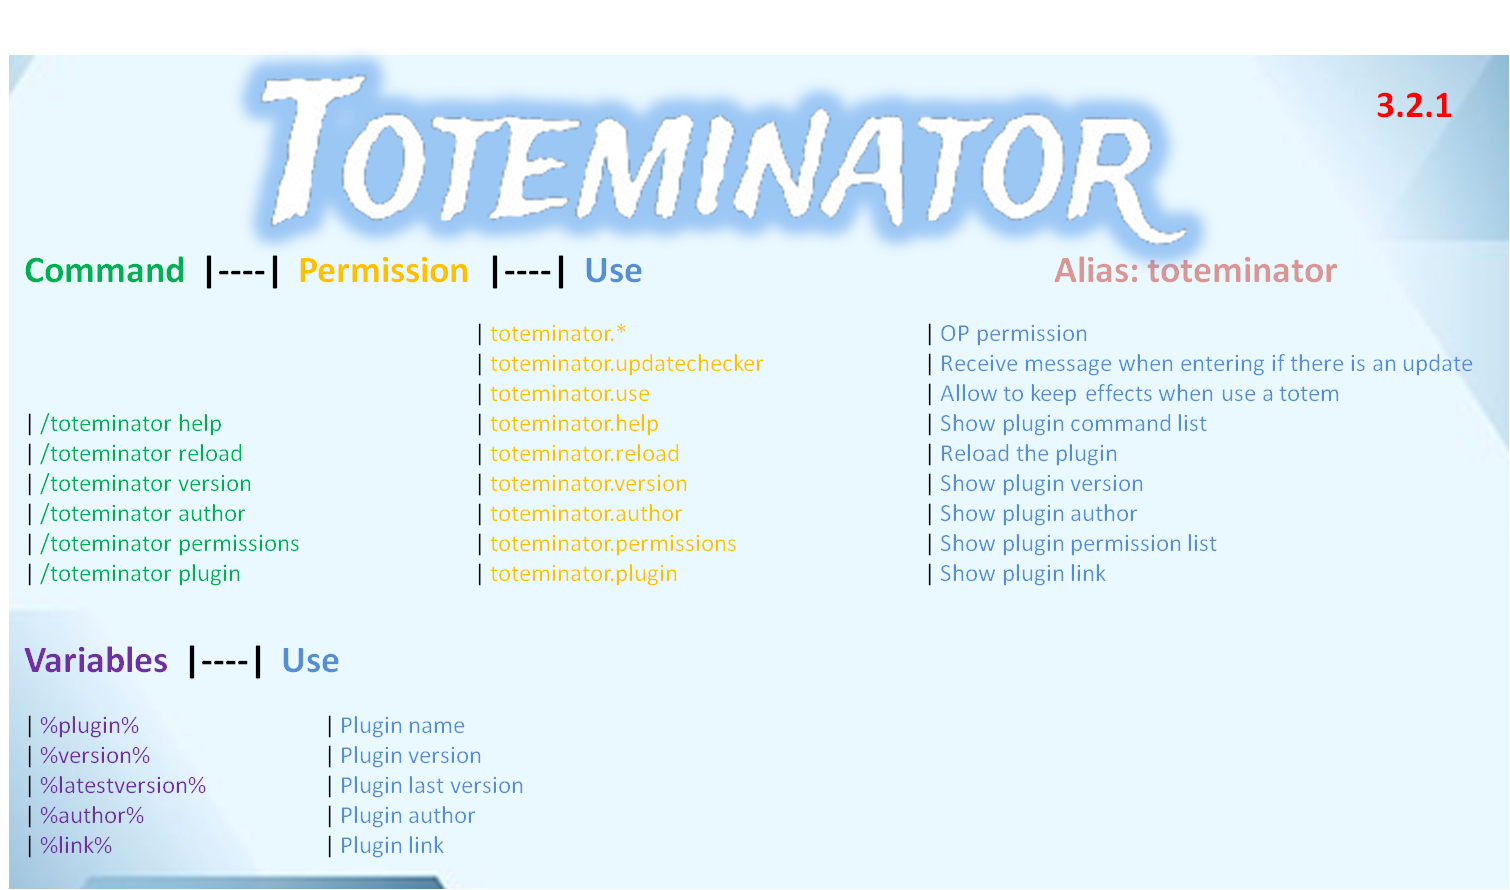 TOTEMINATOR
3.2.1
Command |----| Permission |----| Use Alias: toteminator
| toteminator.* | OP permission
| toteminator.updatechecker | Receive message when entering if there is an update
| toteminator.use | Allow to keep effects when use a totem
| /toteminator help | toteminator.help | Show plugin command list
| /toteminator reload | toteminator.reload | Reload the plugin
| /toteminator version | toteminator.version | Show plugin version
| /toteminator author | toteminator.author | Show plugin author
| /toteminator permissions | toteminator.permissions | Show plugin permission list
| /toteminator plugin | toteminator.plugin | Show plugin link
Variables |----| Use
| %plugin% | Plugin name
| %version% | Plugin version
| %latestversion% | Plugin last version
| %author% | Plugin author
| %link% | Plugin link